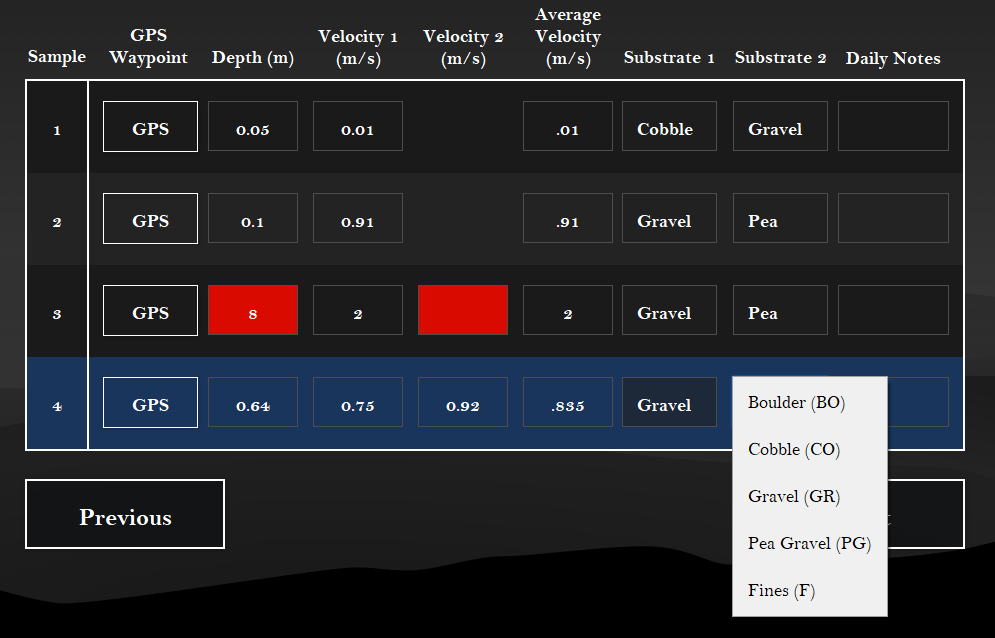 Sample GPS Waypoint Depth (m) Velocity 1 (m/s) Velocity 2 (m/s) Average Velocity (m/s) Substrate 1 Substrate 2 Daily Notes
1 GPS 0.05 0.01 .01 Cobble Gravel
2 GPS 0.1 0.91 .91 Gravel Pea
3 GPS 8 2 2 Gravel Pea
4 GPS 0.64 0.75 0.92 .835 Gravel
Boulder (BO)
Cobble (CO)
Gravel (GR)
Pea Gravel (PG)
Fines (F)
Previous